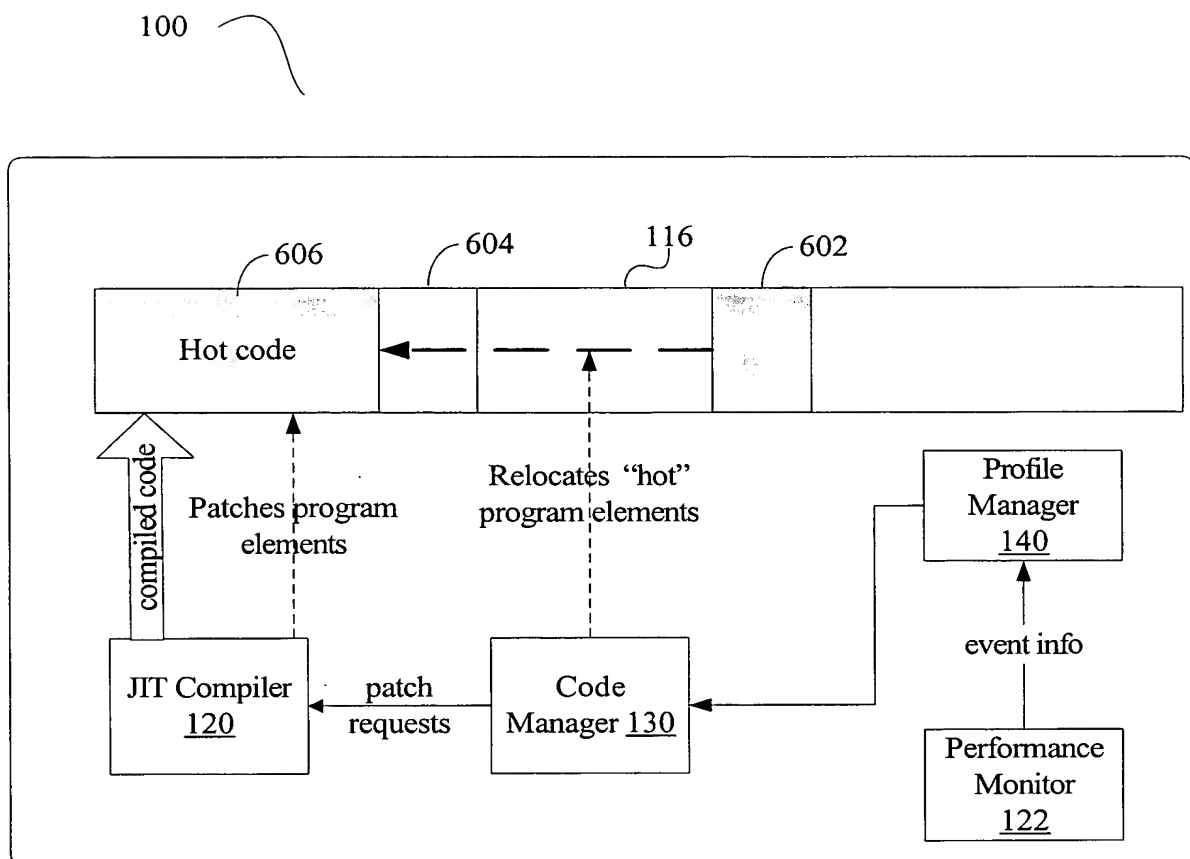 100
606
604
116
602
Hot code
compiled code
Patches program
elements
Relocates “hot”
program elements
Profile
Manager
140
event info
JIT Compiler
120
patch
requests
Code
Manager 130
Performance
Monitor
122